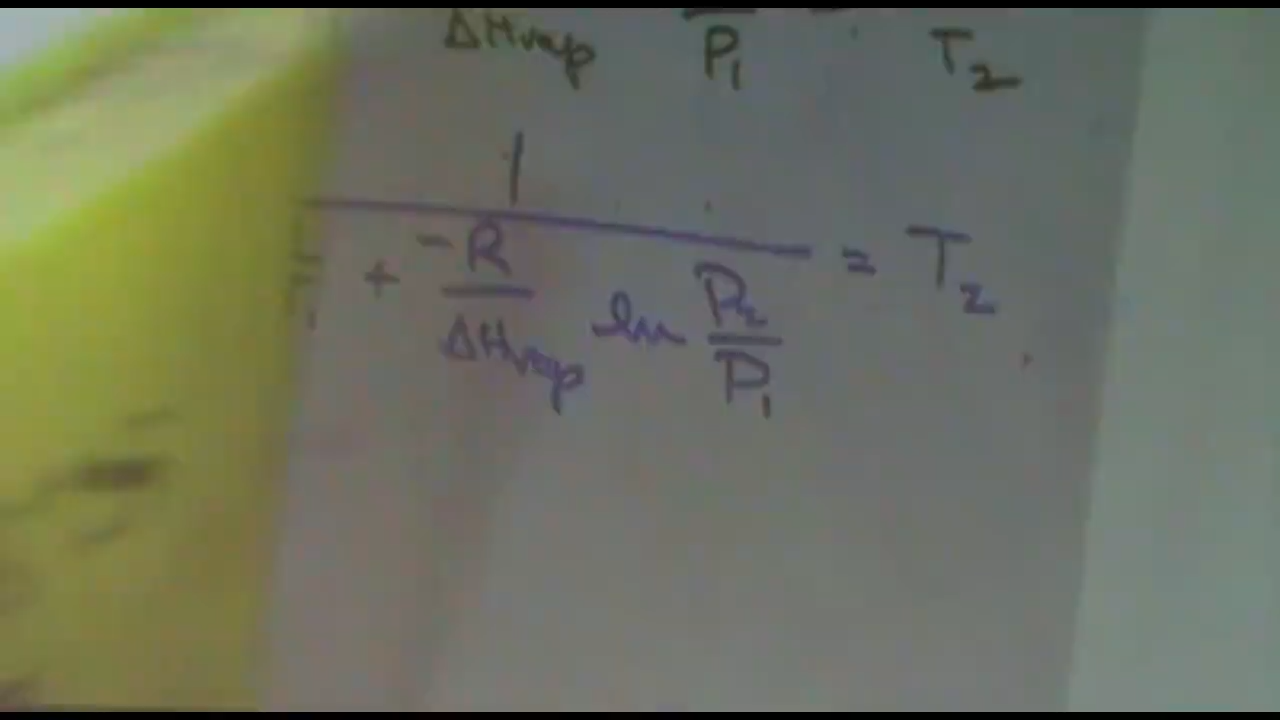 ΔHvap P₁ T₂
1
+ -R/ΔHvap ln P₂/P₁ = T₂